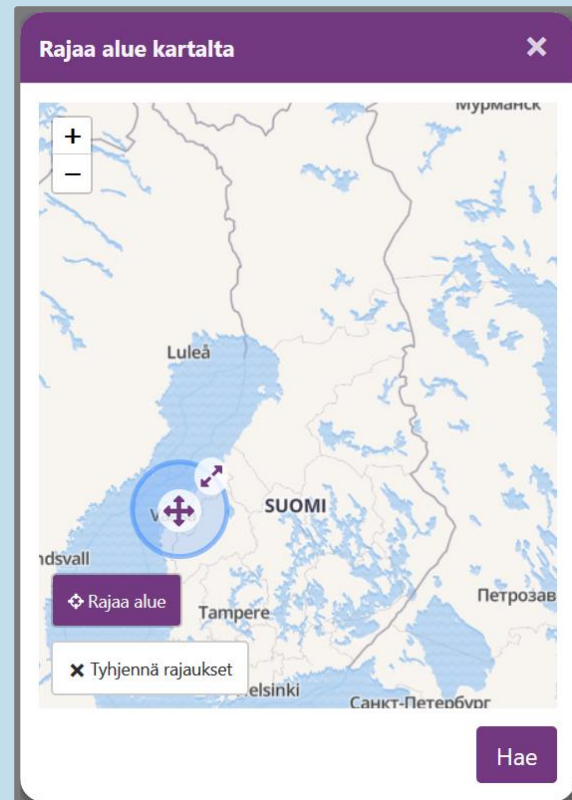 Rajaa alue kartalta
×
Мурманск
+
−
Luleå
SUOMI
ndsvall
Rajaa alue
Tampere
Петрозав
Tyhjennä rajaukset
elsinki
Санкт-Петербург
Hae